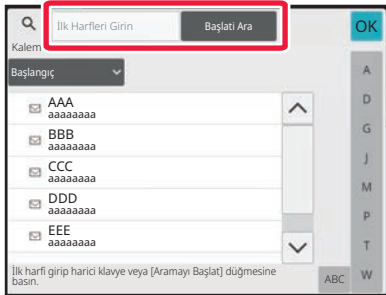 İlk Harfleri Girin
Başlati Ara
OK
Kalem
Başlangıç
AAA
aaaaaaaa
BBB
aaaaaaaa
CCC
aaaaaaaa
DDD
aaaaaaaa
EEE
aaaaaaaa
A
D
G
J
M
P
T
W
İlk harfi girip harici klavye veya [Aramayı Başlat] düğmesine
basın.
ABC